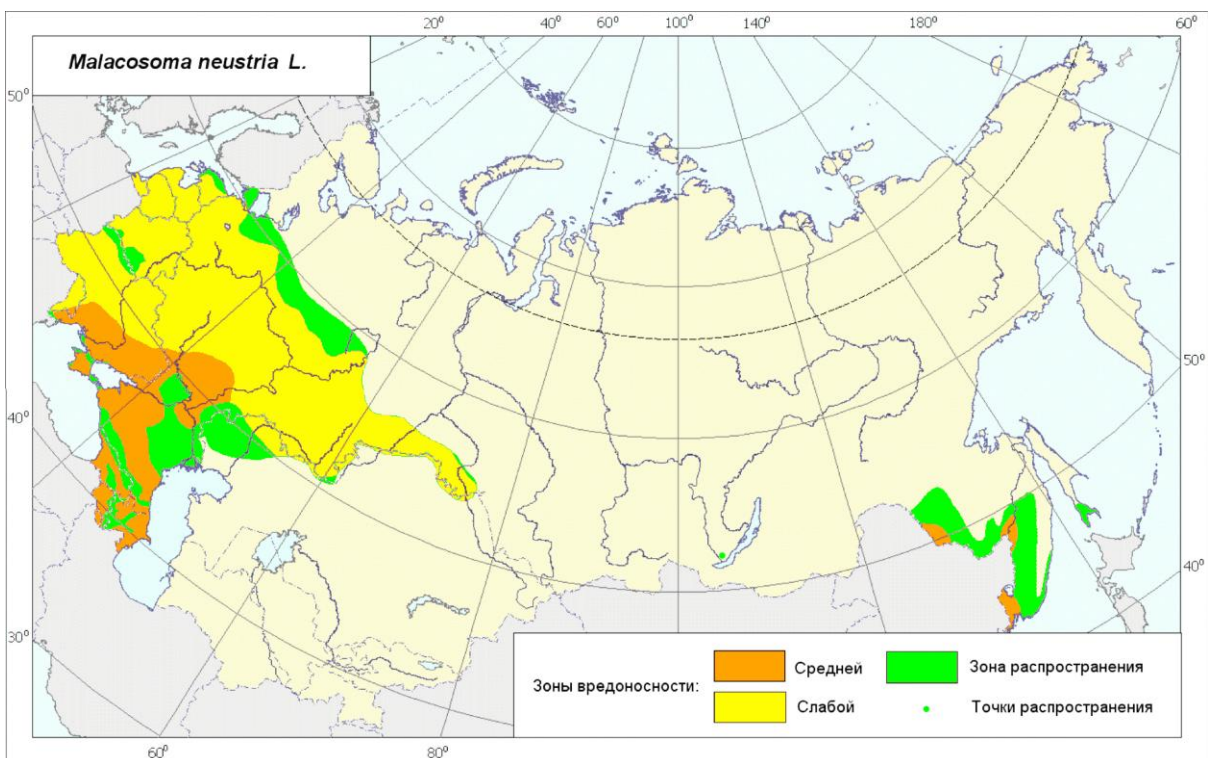 20⁰ 40⁰ 60⁰ 100⁰ 140⁰ 180⁰ 60⁰
Malacosoma neustria L.
50⁰
50⁰
40⁰
40⁰
30⁰
Зоны вредоносности:
Средней
Слабой
Зона распространения
Точки распространения
60⁰ 80⁰